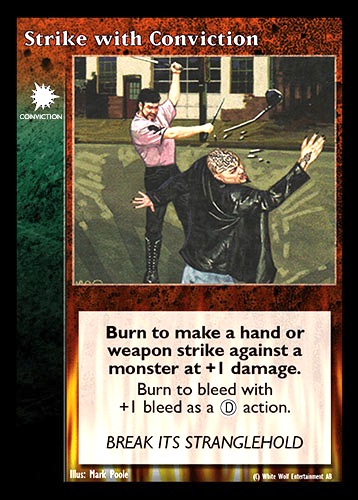 Strike with Conviction
CONVICTION
Burn to make a hand or
weapon strike against a
monster at +1 damage.
Burn to bleed with
+1 bleed as a Ⓓ action.
BREAK ITS STRANGLEHOLD
Illus: Mark Poole
(C) White Wolf Entertainment AB